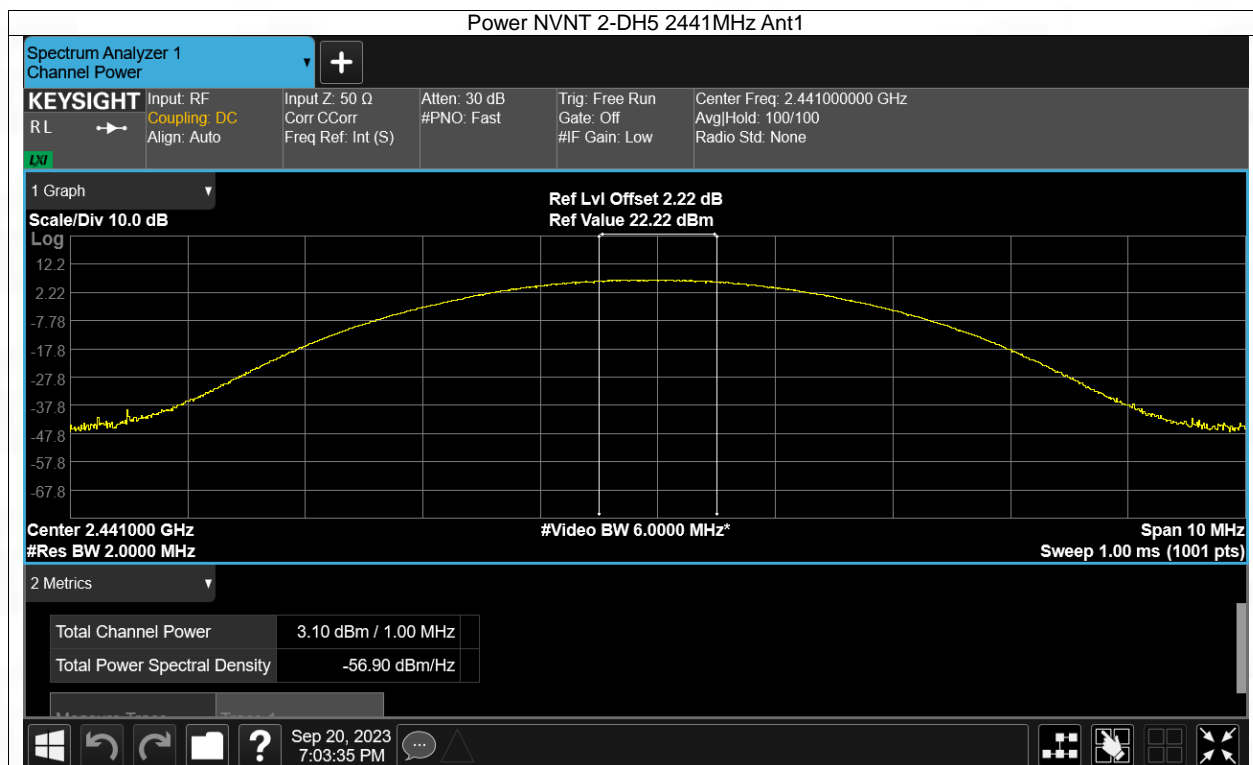 Power NVNT 2-DH5 2441MHz Ant1
Spectrum Analyzer 1
Channel Power
▼
+
KEYSIGHT
R L
LXI
Input: RF
Coupling: DC
Align: Auto
Input Z: 50 Ω
Corr CCorr
Freq Ref: Int (S)
Atten: 30 dB
#PNO: Fast
Trig: Free Run
Gate: Off
#IF Gain: Low
Center Freq: 2.441000000 GHz
Avg|Hold: 100/100
Radio Std: None
1 Graph ▼
Scale/Div 10.0 dB
Ref Lvl Offset 2.22 dB
Ref Value 22.22 dBm
Log
12.2
2.22
-7.78
-17.8
-27.8
-37.8
-47.8
-57.8
-67.8
Center 2.441000 GHz
#Res BW 2.0000 MHz
#Video BW 6.0000 MHz*
Span 10 MHz
Sweep 1.00 ms (1001 pts)
2 Metrics ▼
Total Channel Power 3.10 dBm / 1.00 MHz
Total Power Spectral Density -56.90 dBm/Hz
?
Sep 20, 2023
7:03:35 PM
...